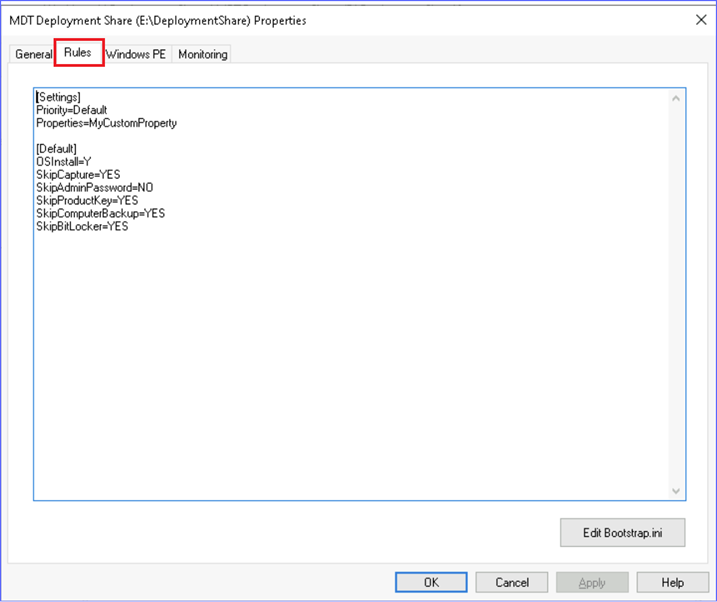 MDT Deployment Share (E:\DeploymentShare) Properties
General Rules Windows PE Monitoring
[Settings]
Priority=Default
Properties=MyCustomProperty
[Default]
OSInstall=Y
SkipCapture=YES
SkipAdminPassword=NO
SkipProductKey=YES
SkipComputerBackup=YES
SkipBitLocker=YES
Edit Bootstrap.ini
OK Cancel Apply Help